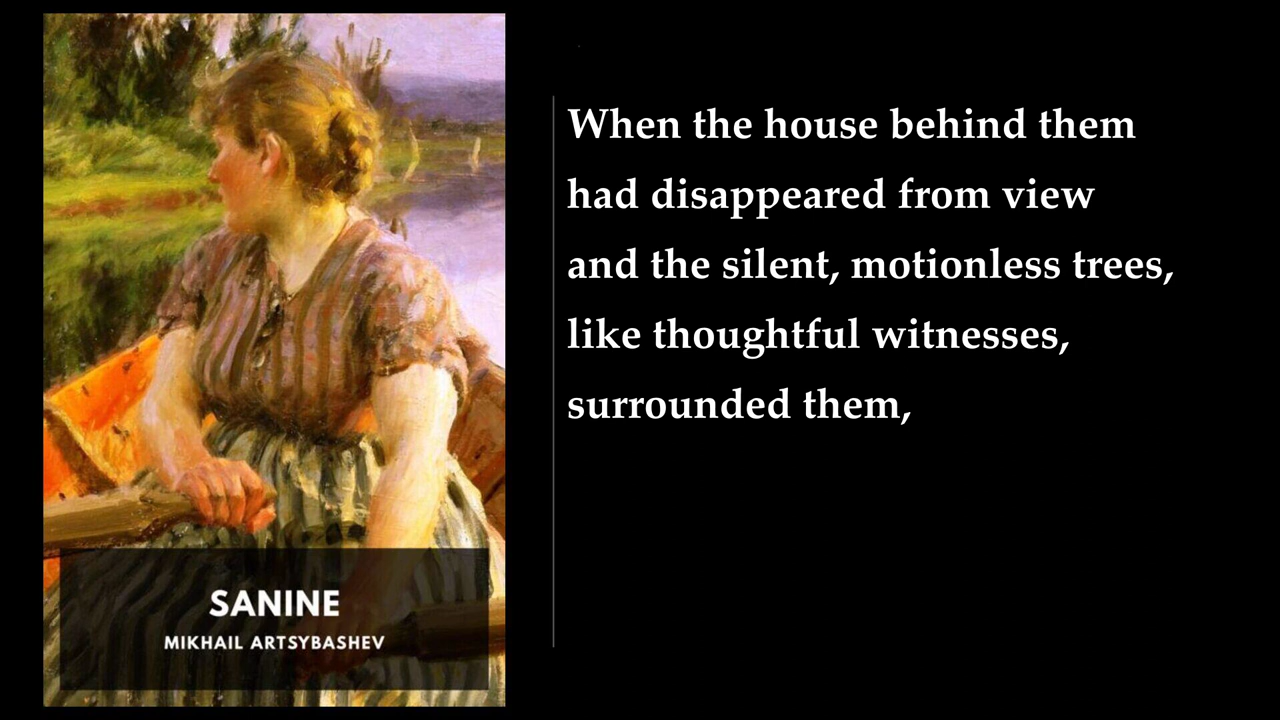 SANINE
MIKHAIL ARTSYBASHEV
When the house behind them
had disappeared from view
and the silent, motionless trees,
like thoughtful witnesses,
surrounded them,